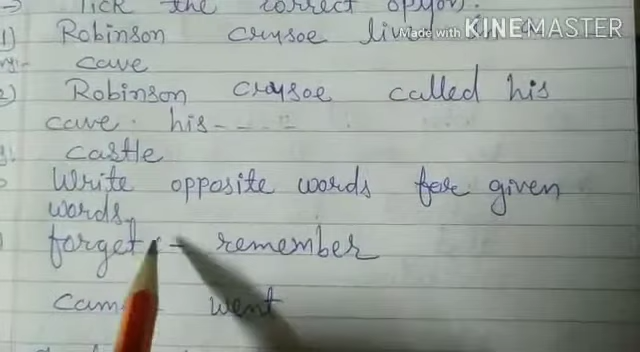 Tick the correct option.
1) Robinson crusoe lived in a
Made with KINEMASTER
cave
2) Robinson crusoe called his
cave his----
castle
Write opposite words for given
words,
forget - remember
came went